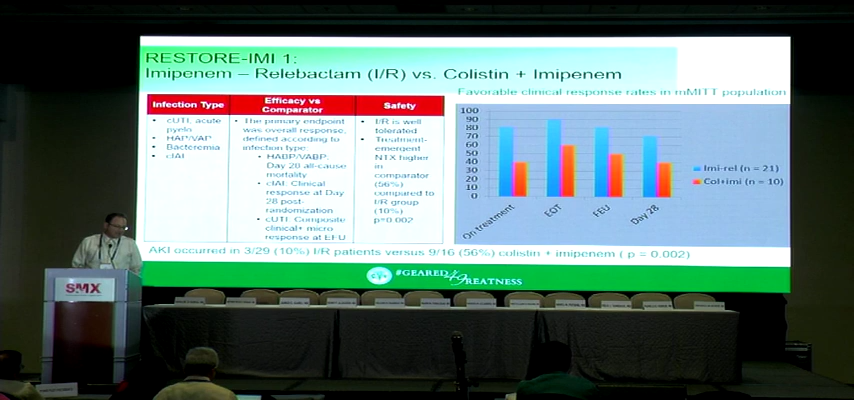 RESTORE-IMI 1:
Imipenem – Relebactam (I/R) vs. Colistin + Imipenem
Favorable clinical response rates in mMITT population
Infection Type
Efficacy vs
Comparator
Safety
• cUTI, acute
pyelo
• HAP/VAP
• Bacteremia
• cIAI
• The primary endpoint
was overall response,
defined according to
infection type
• HABP/VABP:
Day 28 all-cause
mortality
• cIAI: Clinical
response at Day
28 post-
randomization
• cUTI: Composite
clinical+ micro
response at EFU
• I/R is well
tolerated
• Treatment-
emergent
NTX higher
in
comparator
(56%)
compared to
I/R group
(10%)
p=0.002
100
90
80
70
60
50
40
30
20
10
0
On treatment
EOT
FEU
Day 28
Imi-rel (n = 21)
Col+imi (n = 10)
AKI occurred in 3/29 (10%) I/R patients versus 9/16 (56%) colistin + imipenem ( p = 0.002)
#GEARED49REATNESS
SMX